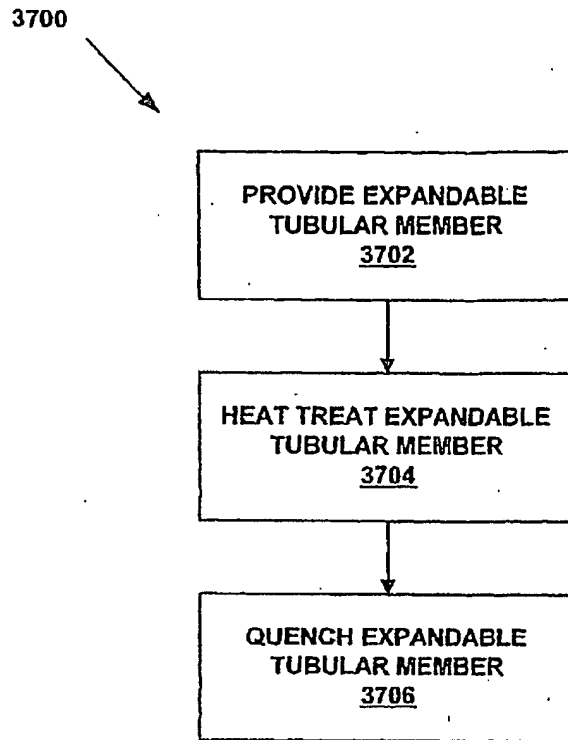 3700
PROVIDE EXPANDABLE
TUBULAR MEMBER
3702
HEAT TREAT EXPANDABLE
TUBULAR MEMBER
3704
QUENCH EXPANDABLE
TUBULAR MEMBER
3706